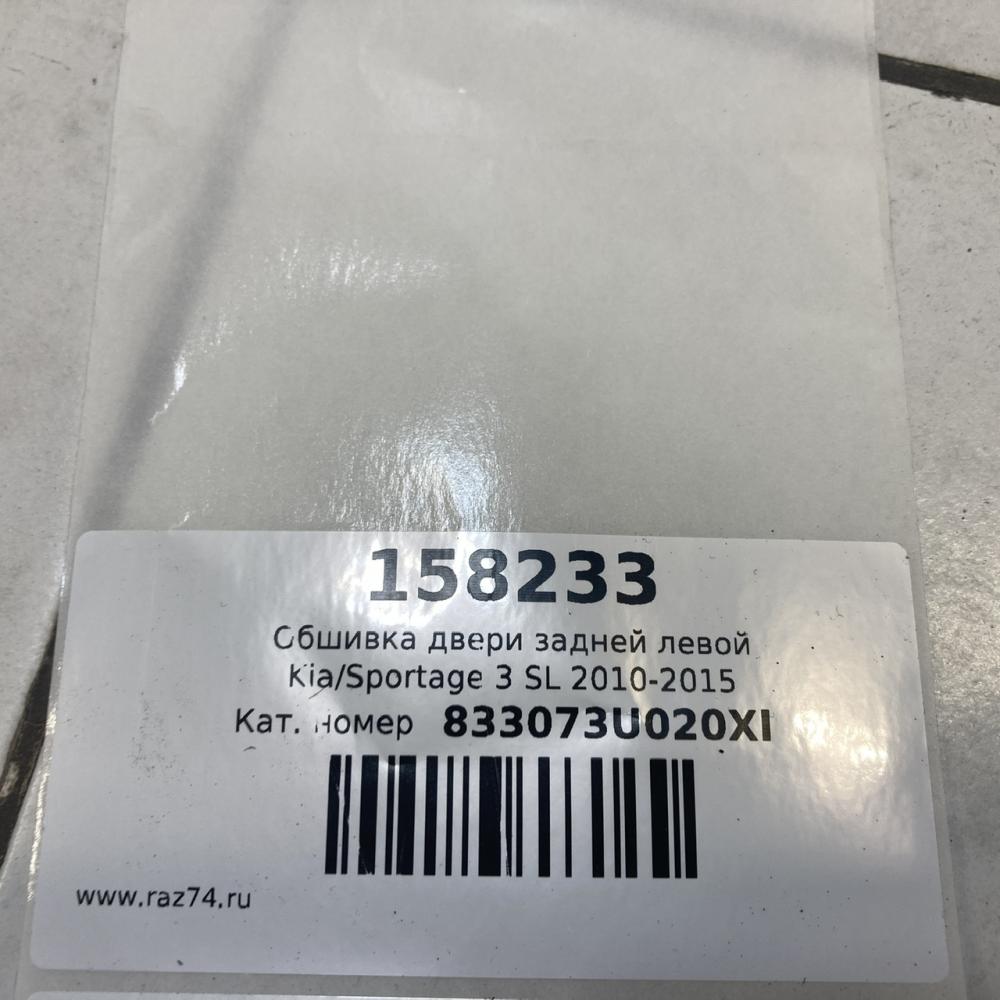 158233
Обшивка двери задней левой
Kia/Sportage 3 SL 2010-2015
Кат. номер 833073U020XI
www.raz74.ru